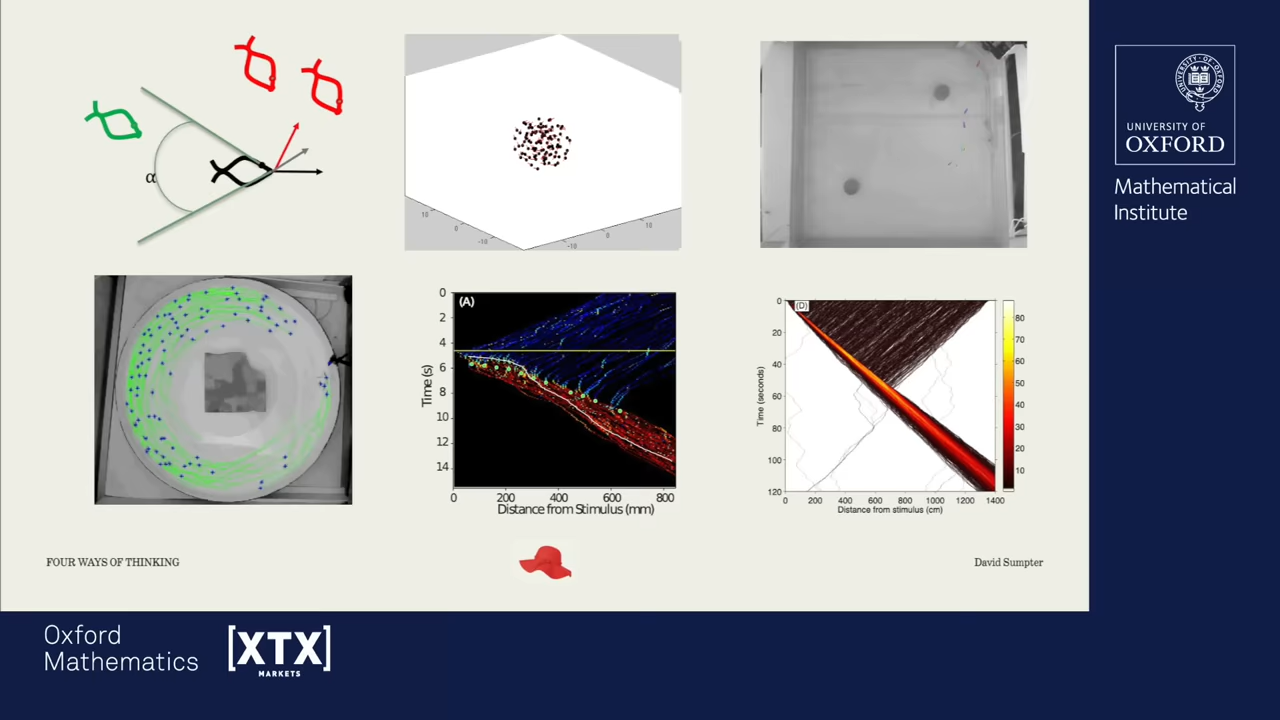 α
10
0
-10
-10
0
10
(A)
0
2
4
6
8
10
12
14
Time (s)
0
200
400
600
800
Distance from Stimulus (mm)
(D)
0
20
40
60
80
100
120
Time (seconds)
0
200
400
600
800
1000
1200
1400
Distance from stimulus (cm)
80
70
60
50
40
30
20
10
FOUR WAYS OF THINKING
David Sumpter
UNIVERSITY OF
OXFORD
Mathematical
Institute
Oxford
Mathematics
[XTX]
MARKETS